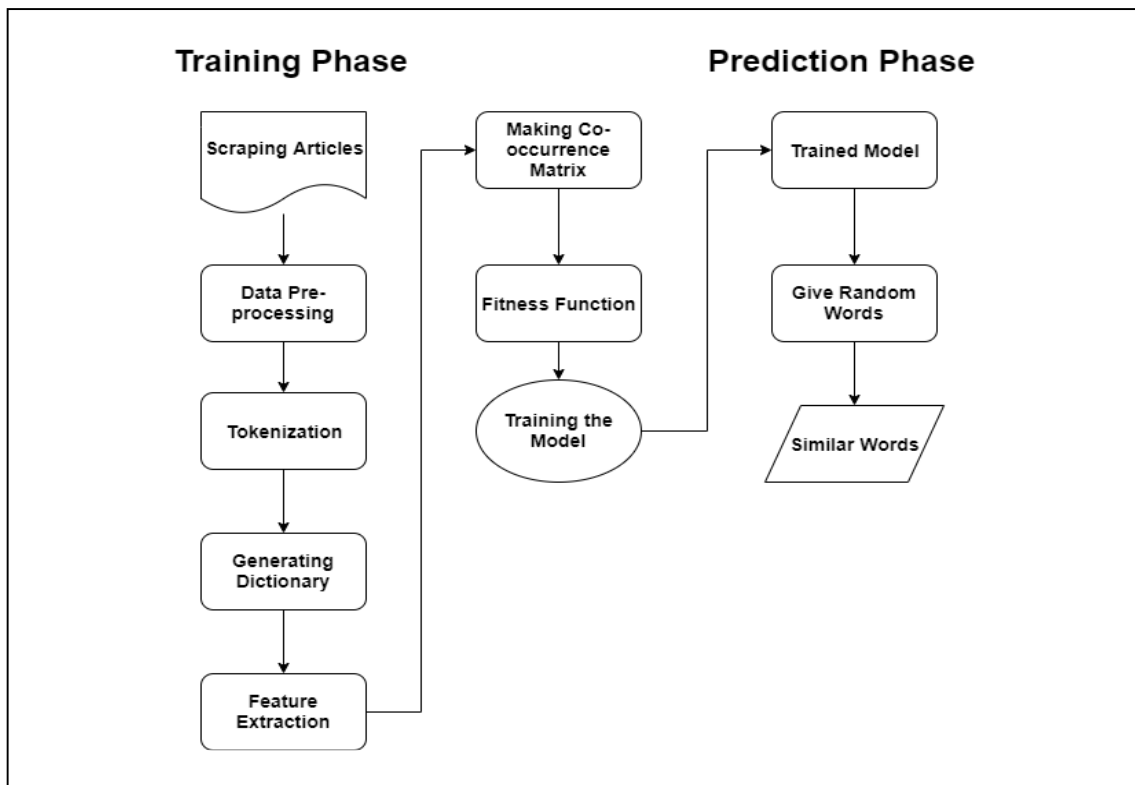 Training Phase
Prediction Phase
Scraping Articles
Data Pre-
processing
Tokenization
Generating
Dictionary
Feature
Extraction
Making Co-
occurrence
Matrix
Fitness Function
Training the
Model
Trained Model
Give Random
Words
Similar Words